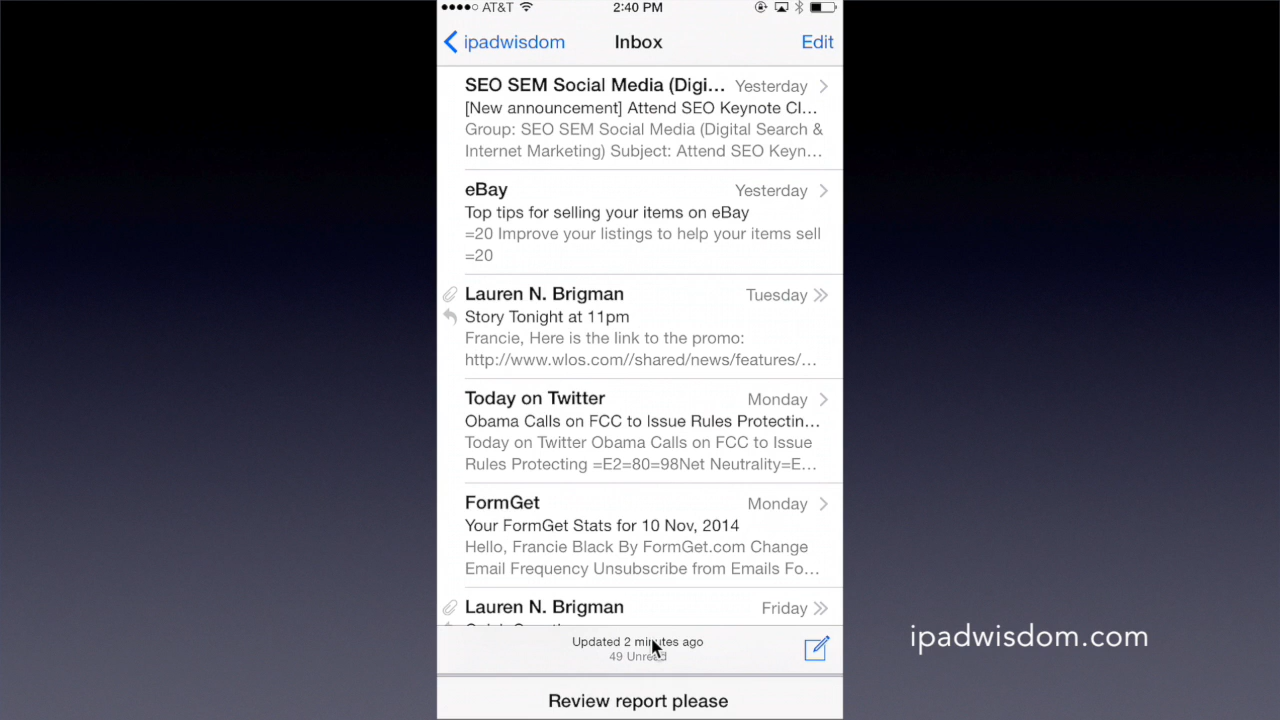 AT&T 2:40 PM
ipadwisdom Inbox Edit
SEO SEM Social Media (Digi... Yesterday
[New announcement] Attend SEO Keynote Cl...
Group: SEO SEM Social Media (Digital Search &
Internet Marketing) Subject: Attend SEO Keyn...
eBay Yesterday
Top tips for selling your items on eBay
=20 Improve your listings to help your items sell
=20
Lauren N. Brigman Tuesday
Story Tonight at 11pm
Francie, Here is the link to the promo:
http://www.wlos.com//shared/news/features/...
Today on Twitter Monday
Obama Calls on FCC to Issue Rules Protectin...
Today on Twitter Obama Calls on FCC to Issue
Rules Protecting =E2=80=98Net Neutrality=E...
FormGet Monday
Your FormGet Stats for 10 Nov, 2014
Hello, Francie Black By FormGet.com Change
Email Frequency Unsubscribe from Emails Fo...
Lauren N. Brigman Friday
Updated 2 minutes ago
49 Unread
ipadwisdom.com
Review report please